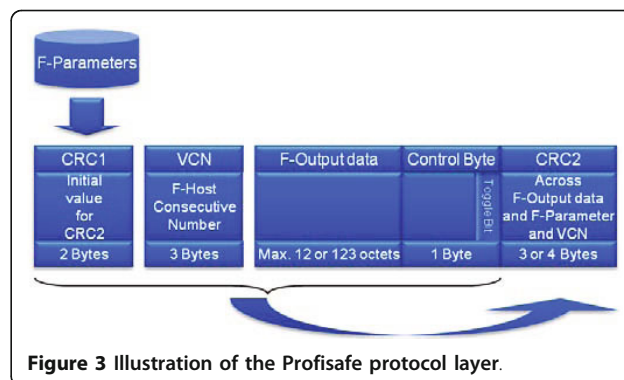 F-Parameters
CRC1
Initial
value
for
CRC2
2 Bytes
VCN
F-Host
Consecutive
Number
3 Bytes
F-Output data
Max. 12 or 123 octets
Control Byte
Toggle Bit
1 Byte
CRC2
Across
F-Output data
and F-Parameter
and VCN
3 or 4 Bytes
Figure 3 Illustration of the Profisafe protocol layer.